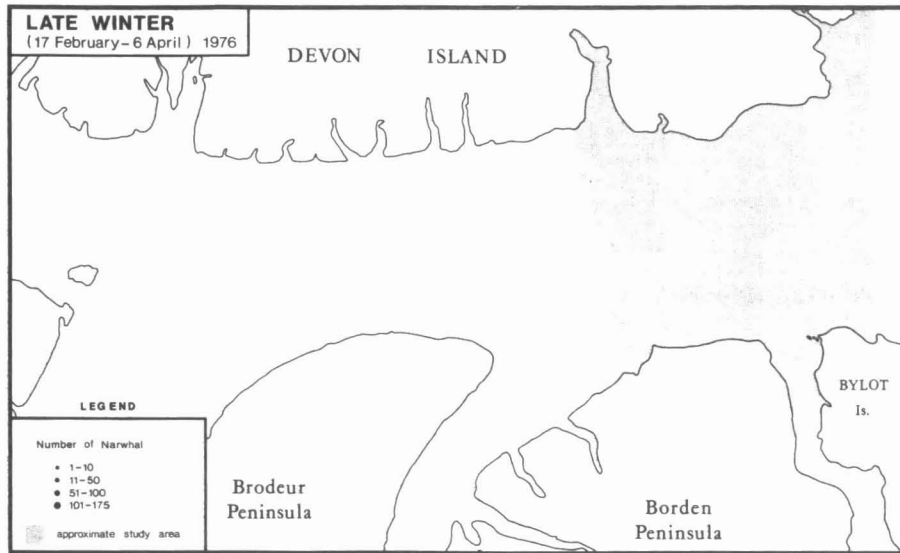 LATE WINTER
(17 February–6 April) 1976
DEVON ISLAND
BYLOT
Is.
LEGEND
Number of Narwhal
1–10
11–50
51–100
101–175
approximate study area
Brodeur
Peninsula
Borden
Peninsula